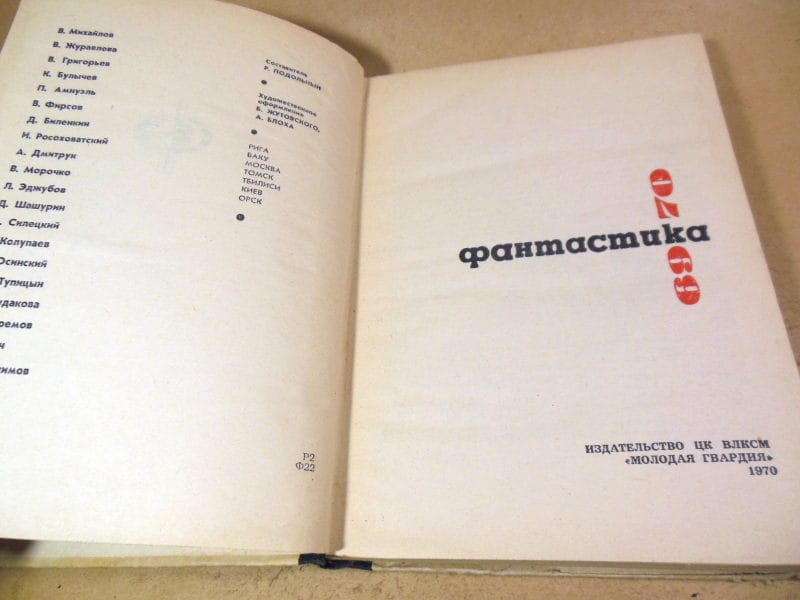 В. Михайлов
В. Журавлова
В. Григорьев
К. Булычев
П. Амнуэль
В. Фирсов
Д. Биленкин
И. Росоховатский
А. Дмитрук
В. Морочко
Л. Эджубов
Д. Шашурин
. Силецкий
Колупаев
Осинский
Тупицын
удакова
ремов
ч
имов
Составитель
Р. ПОДОЛЬНЫЙ
Художественное
оформление
Б. ЖУТОВСКОГО,
А. БЛОХА
РИГА
БАКУ
МОСКВА
ТОМСК
ТБИЛИСИ
КИЕВ
ОРСК
Р2
Ф22
фантастика
69 70
ИЗДАТЕЛЬСТВО ЦК ВЛКСМ
«МОЛОДАЯ ГВАРДИЯ»
1970